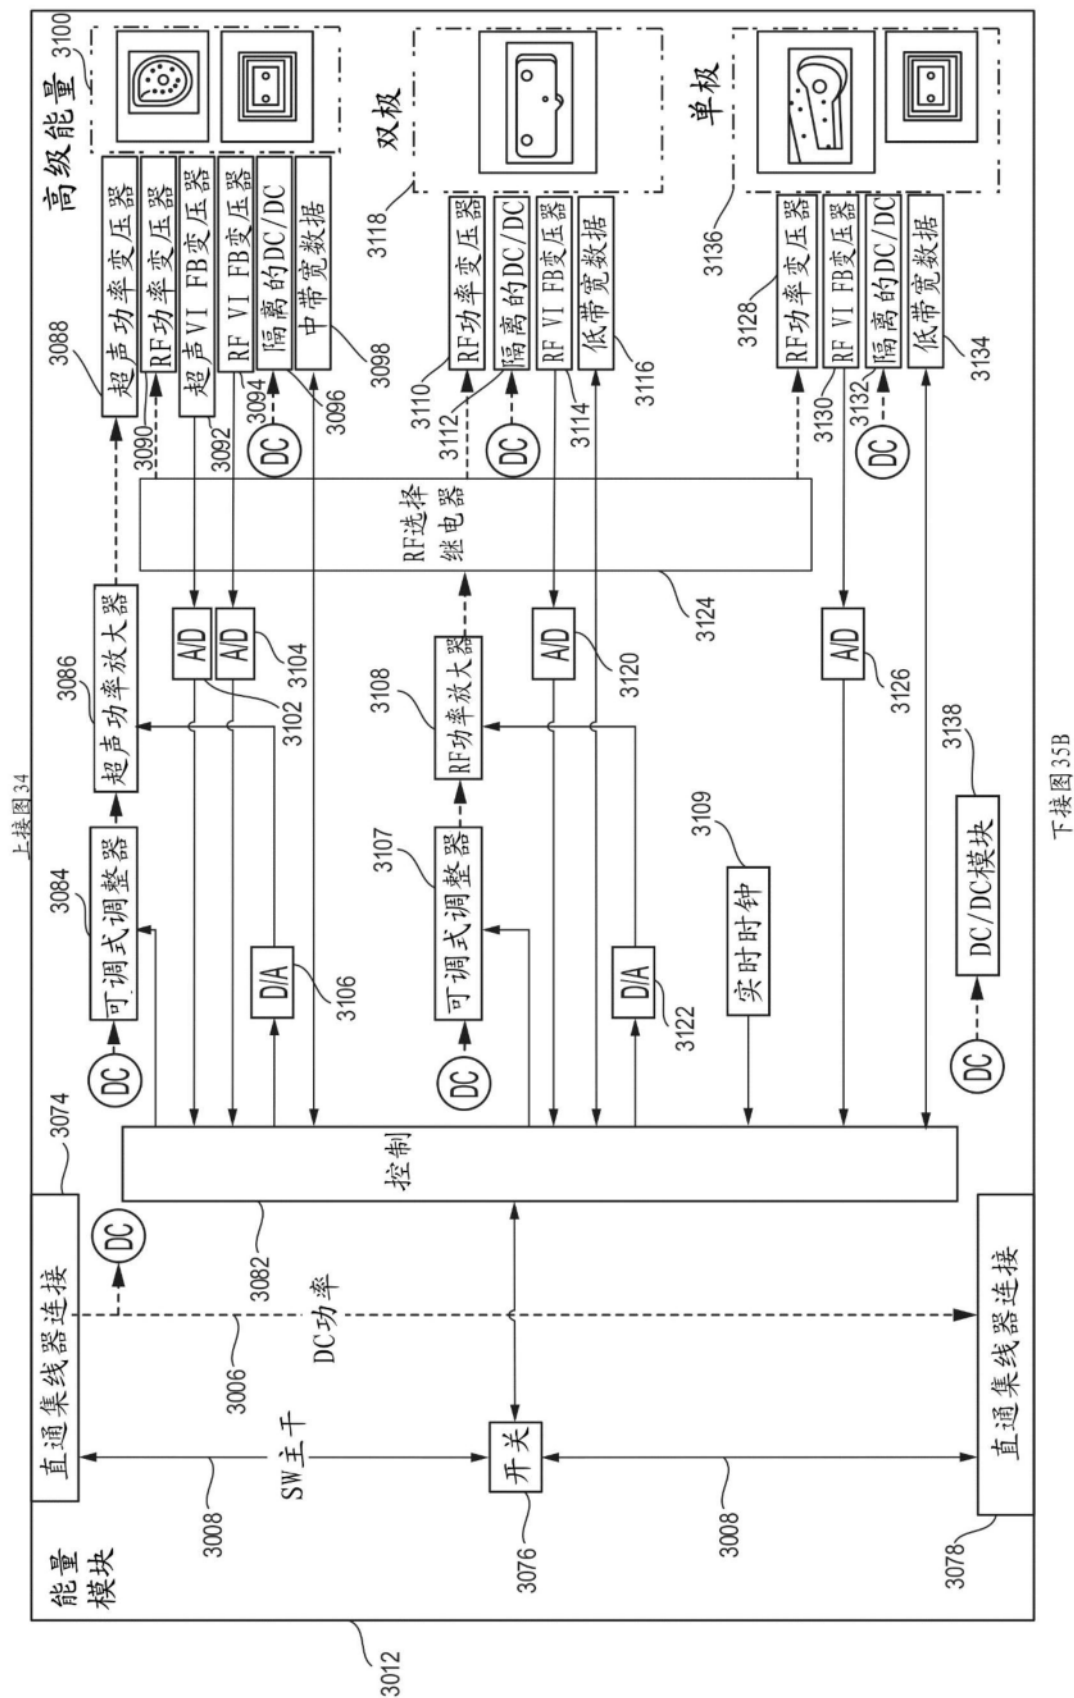 上接图34
能量
模块
3012
直通集线器连接
3074
3008
SW主干
3006
DC功率
DC
开关
3076
3008
直通集线器连接
3078
控制
3082
DC
可调式调整器
3084
超声功率放大器
3086
D/A
3106
A/D
3102
A/D
3104
高级能量
3100
超声功率变压器
3088
RF功率变压器
3090
超声VI FB变压器
3092
RF VI FB变压器
3094
隔离的DC/DC
3096
DC
中带宽数据
3098
DC
可调式调整器
3107
RF功率放大器
3108
D/A
3122
A/D
3120
RF选择
继电器
3124
双极
3118
RF功率变压器
3110
隔离的DC/DC
3112
DC
RF VI FB变压器
3114
低带宽数据
3116
实时时钟
3109
A/D
3126
单极
3136
RF功率变压器
3128
RF VI FB变压器
3130
隔离的DC/DC
3132
DC
低带宽数据
3134
DC
DC/DC模块
3138
下接图35B